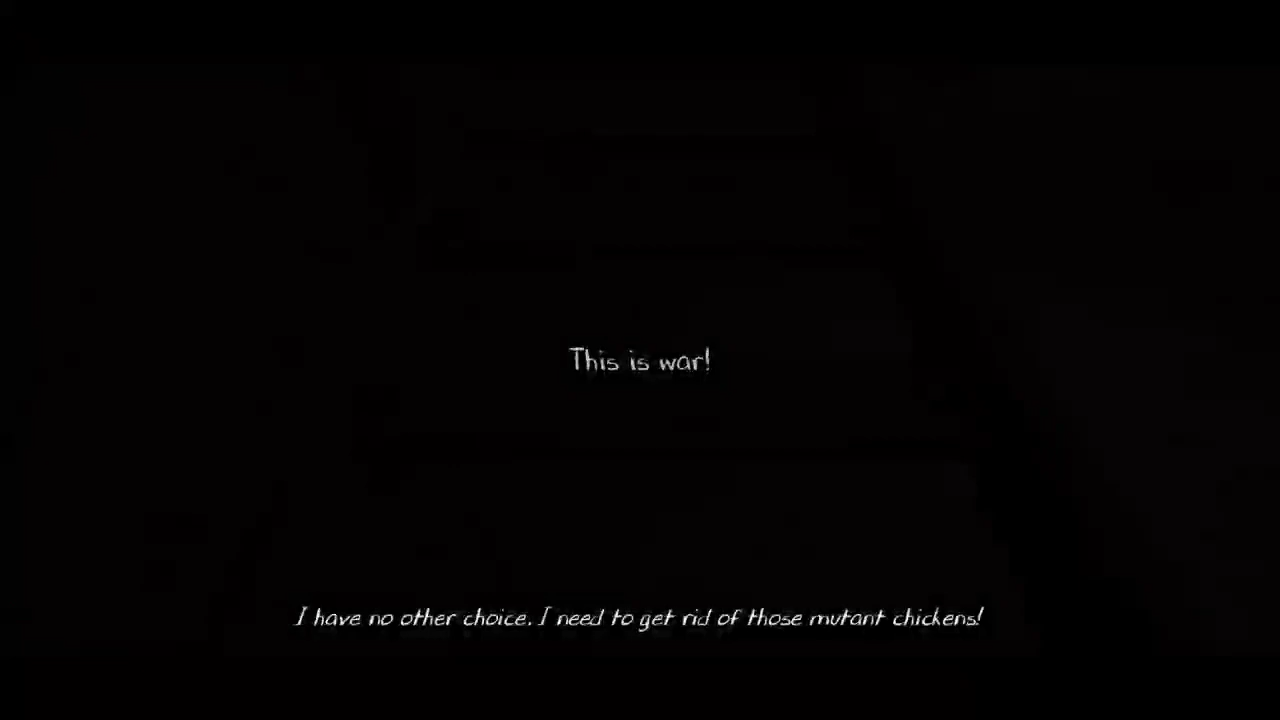 This is war!
I have no other choice. I need to get rid of those mutant chickens!